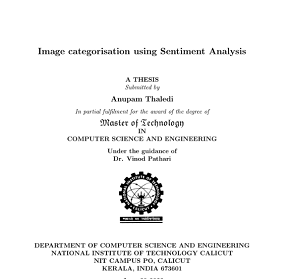 Image categorisation using Sentiment Analysis
A THESIS
Submitted by
Anupam Thaledi
In partial fulfilment for the award of the degree of
Master of Technology
IN
COMPUTER SCIENCE AND ENGINEERING
Under the guidance of
Dr. Vinod Pathari
DEPARTMENT OF COMPUTER SCIENCE AND ENGINEERING
NATIONAL INSTITUTE OF TECHNOLOGY CALICUT
NIT CAMPUS PO, CALICUT
KERALA, INDIA 673601